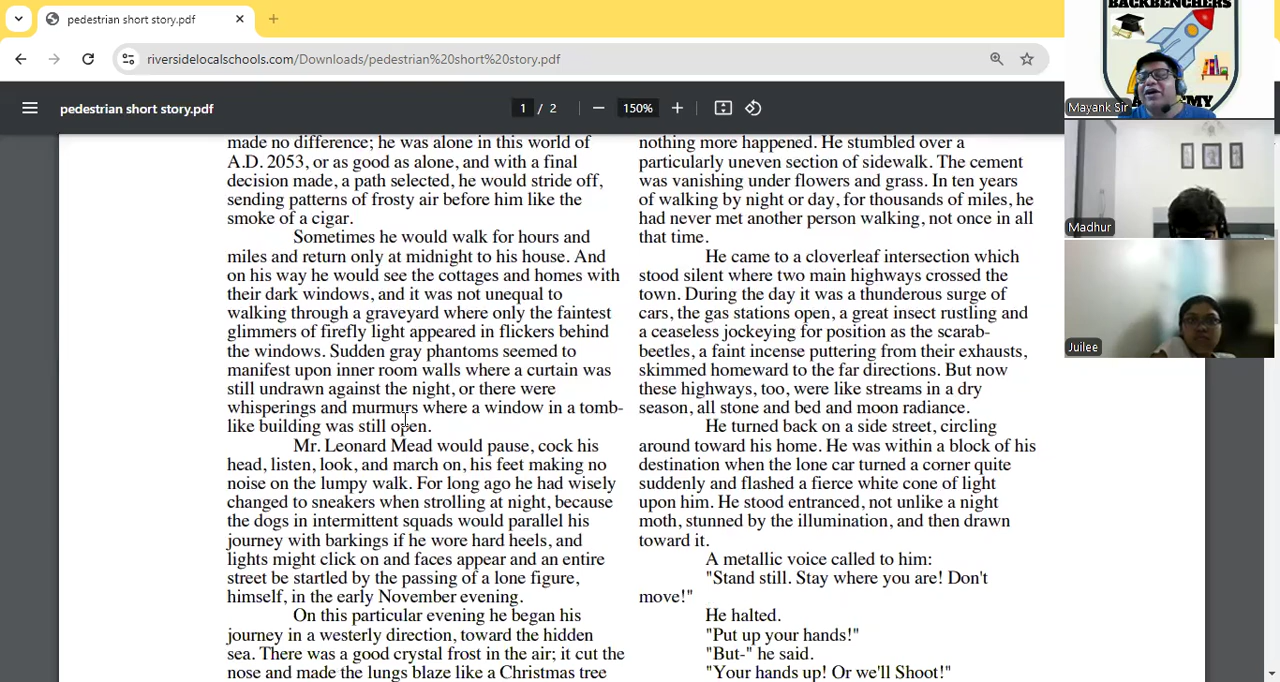 pedestrian short story.pdf
riversidelocalschools.com/Downloads/pedestrian%20short%20story.pdf
pedestrian short story.pdf
1 / 2
150%
BACKBENCHERS
Mayank Sir
Madhur
Juilee
made no difference; he was alone in this world of
A.D. 2053, or as good as alone, and with a final
decision made, a path selected, he would stride off,
sending patterns of frosty air before him like the
smoke of a cigar.
Sometimes he would walk for hours and
miles and return only at midnight to his house. And
on his way he would see the cottages and homes with
their dark windows, and it was not unequal to
walking through a graveyard where only the faintest
glimmers of firefly light appeared in flickers behind
the windows. Sudden gray phantoms seemed to
manifest upon inner room walls where a curtain was
still undrawn against the night, or there were
whisperings and murmurs where a window in a tomb-
like building was still open.
Mr. Leonard Mead would pause, cock his
head, listen, look, and march on, his feet making no
noise on the lumpy walk. For long ago he had wisely
changed to sneakers when strolling at night, because
the dogs in intermittent squads would parallel his
journey with barkings if he wore hard heels, and
lights might click on and faces appear and an entire
street be startled by the passing of a lone figure,
himself, in the early November evening.
On this particular evening he began his
journey in a westerly direction, toward the hidden
sea. There was a good crystal frost in the air; it cut the
nose and made the lungs blaze like a Christmas tree
nothing more happened. He stumbled over a
particularly uneven section of sidewalk. The cement
was vanishing under flowers and grass. In ten years
of walking by night or day, for thousands of miles, he
had never met another person walking, not once in all
that time.
He came to a cloverleaf intersection which
stood silent where two main highways crossed the
town. During the day it was a thunderous surge of
cars, the gas stations open, a great insect rustling and
a ceaseless jockeying for position as the scarab-
beetles, a faint incense puttering from their exhausts,
skimmed homeward to the far directions. But now
these highways, too, were like streams in a dry
season, all stone and bed and moon radiance.
He turned back on a side street, circling
around toward his home. He was within a block of his
destination when the lone car turned a corner quite
suddenly and flashed a fierce white cone of light
upon him. He stood entranced, not unlike a night
moth, stunned by the illumination, and then drawn
toward it.
A metallic voice called to him:
"Stand still. Stay where you are! Don't
move!"
He halted.
"Put up your hands!"
"But-" he said.
"Your hands up! Or we'll Shoot!"